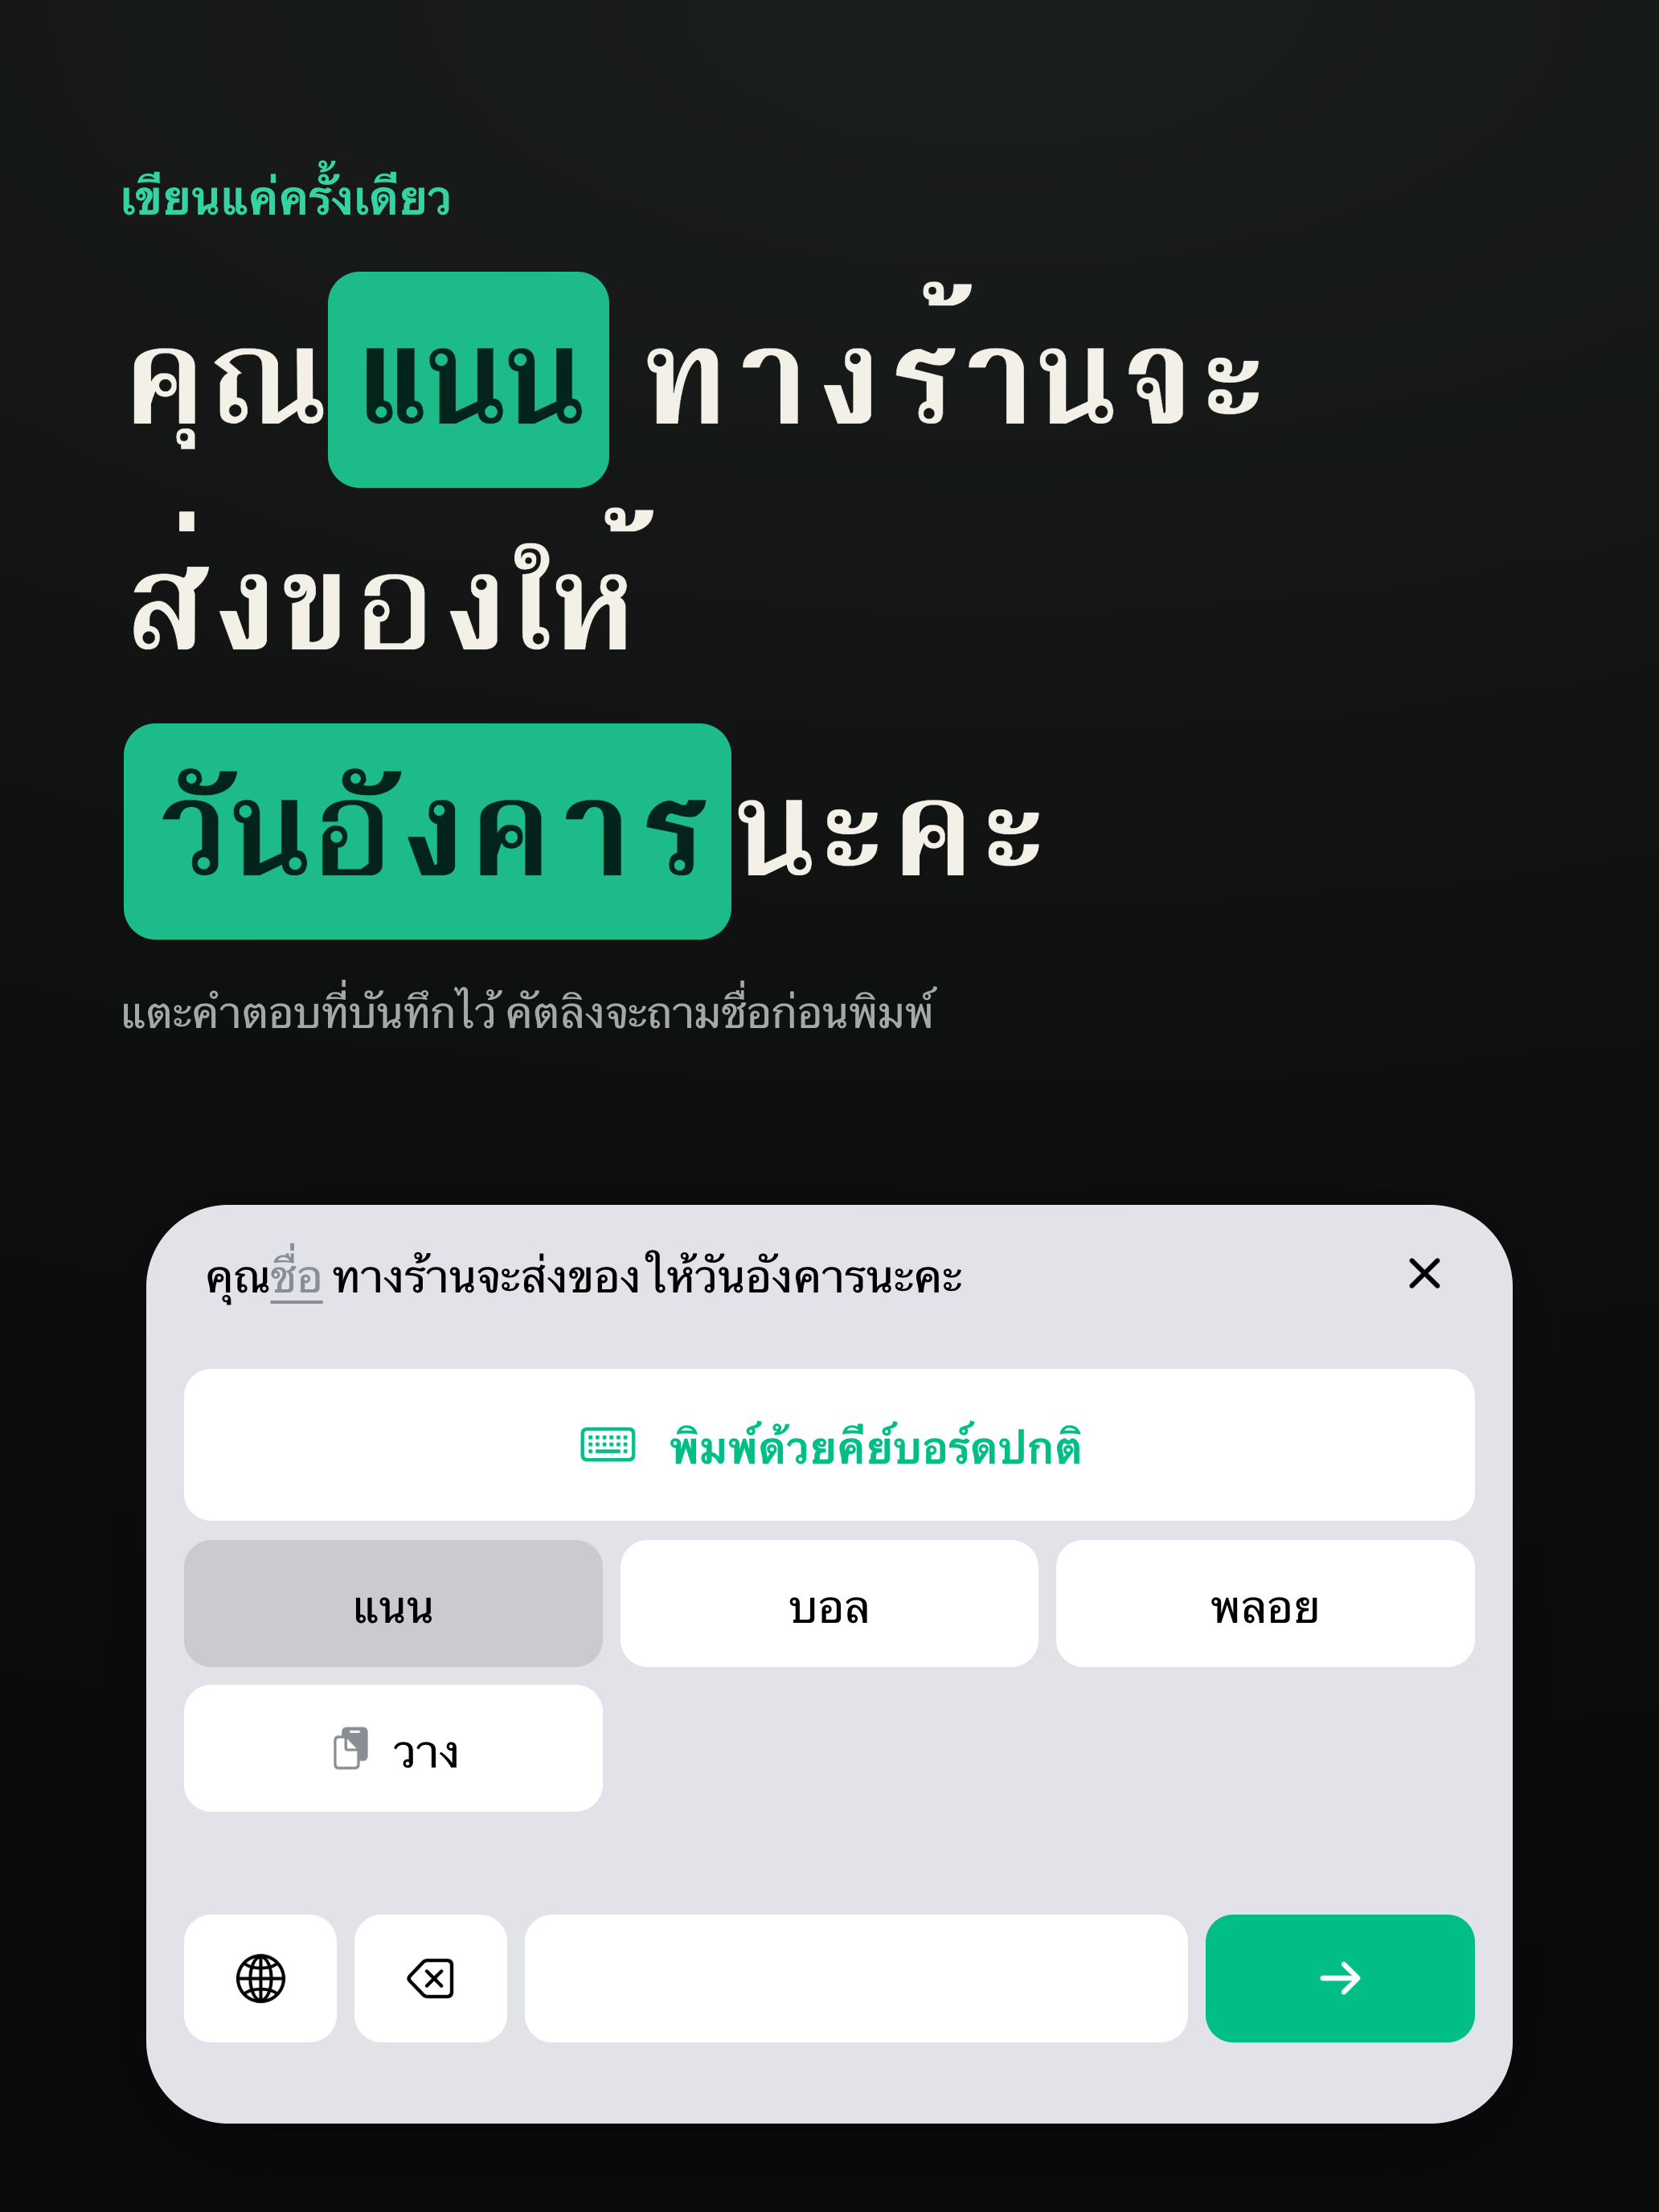 เขียนแค่ครั้งเดียว
คุณแนน ทางร้านจะ
ส่งของให้
วันอังคารนะคะ
แตะคำตอบที่บันทึกไว้ คัตลิงจะถามชื่อก่อนพิมพ์
คุณชื่อ ทางร้านจะส่งของให้วันอังคารนะคะ
พิมพ์ด้วยคีย์บอร์ดปกติ
แนน
บอล
พลอย
วาง